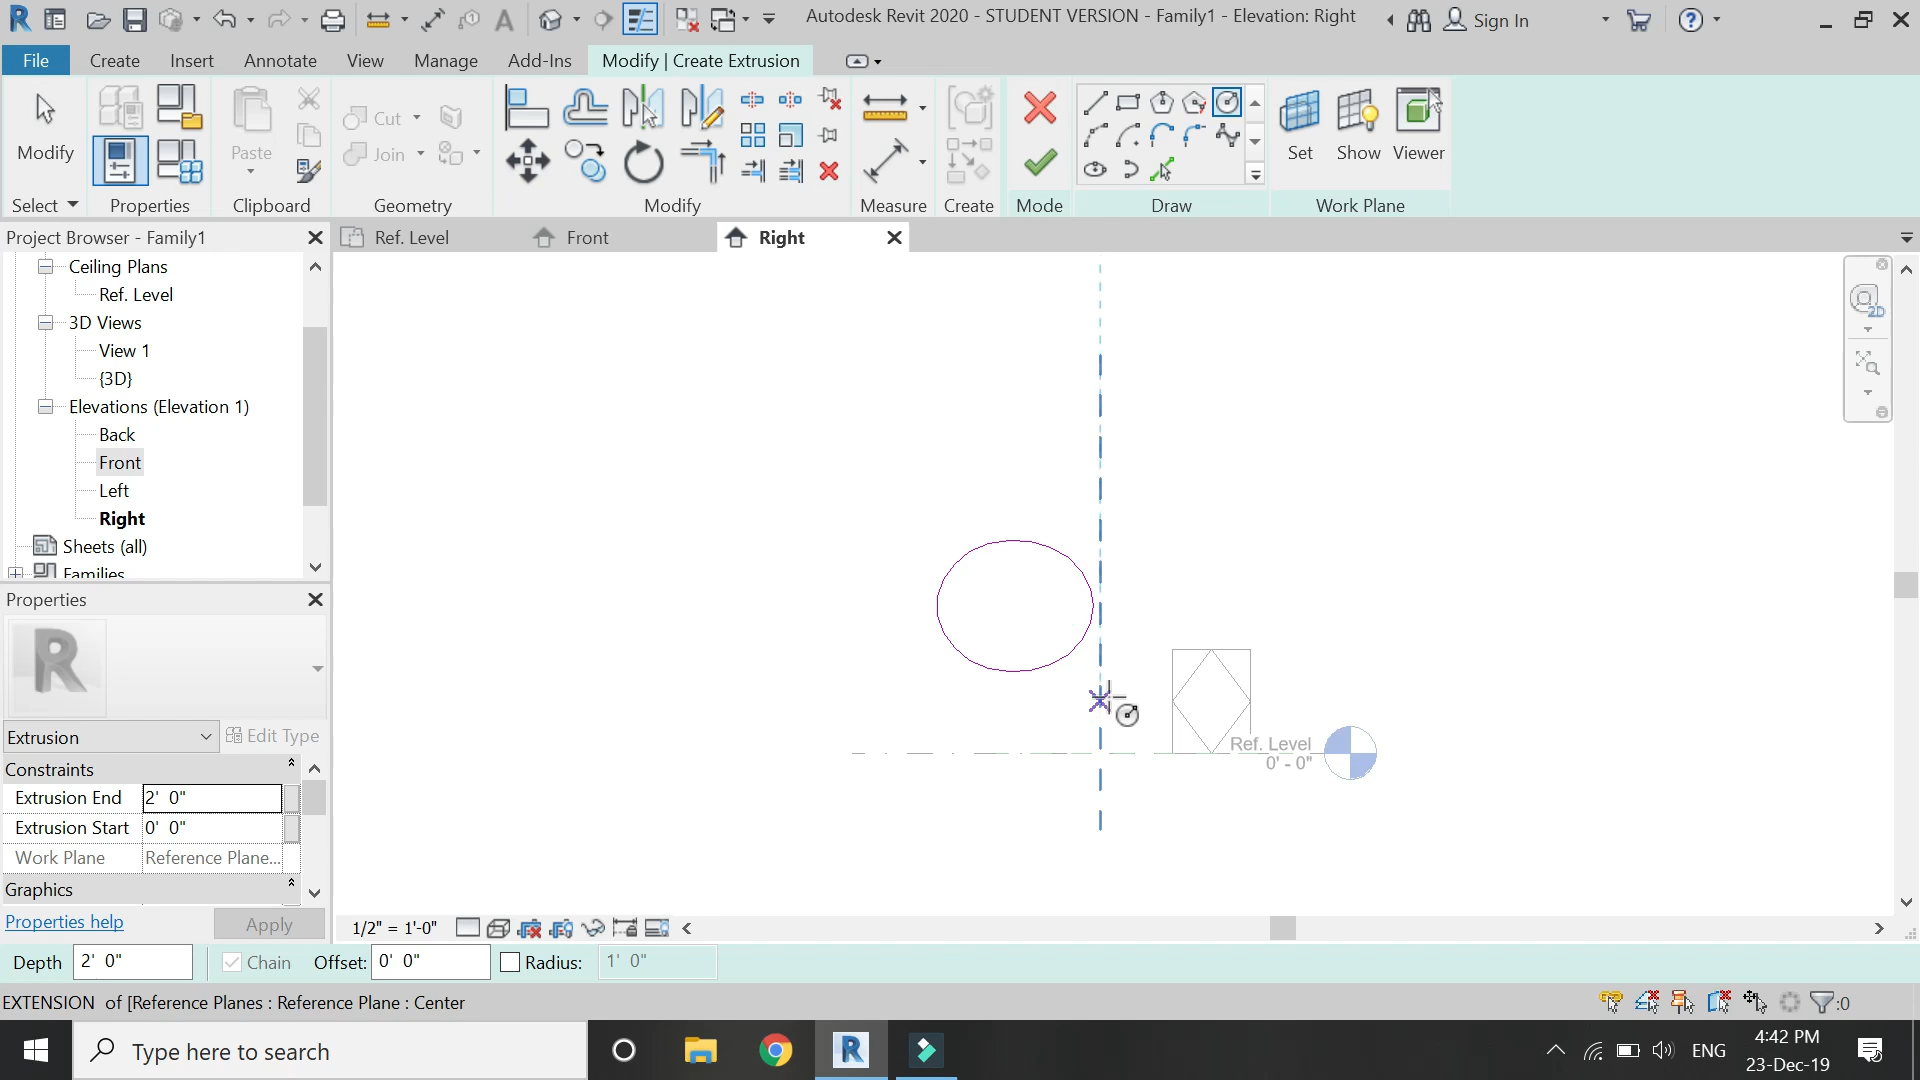 Autodesk Revit 2020 - STUDENT VERSION - Family1 - Elevation: Right
Sign In
File Create Insert Annotate View Manage Add-Ins Modify | Create Extrusion
Modify
Paste
Cut
Join
Set Show Viewer
Select Properties Clipboard Geometry Modify Measure Create Mode Draw Work Plane
Project Browser - Family1
Ref. Level
Front
Right
Ceiling Plans
Ref. Level
3D Views
View 1
{3D}
Elevations (Elevation 1)
Back
Front
Left
Right
Sheets (all)
Families
Properties
R
Extrusion
Edit Type
Constraints
Extrusion End 2' 0"
Extrusion Start 0' 0"
Work Plane Reference Plane...
Graphics
Properties help
Apply
Ref. Level
0' - 0"
2D
1/2" = 1'-0"
Depth 2' 0"
Chain
Offset: 0' 0"
Radius: 1' 0"
EXTENSION of [Reference Planes : Reference Plane : Center
:0
Type here to search
ENG
4:42 PM
23-Dec-19